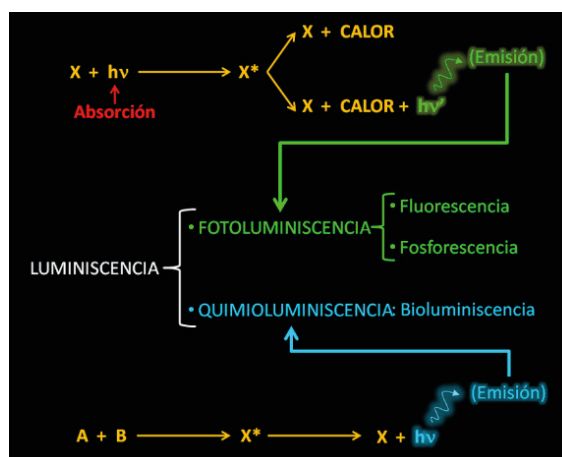 X + CALOR
X + hν X*
(Emisión)
X + CALOR + hν'
Absorción
• FOTOLUMINISCENCIA
• Fluorescencia
• Fosforescencia
LUMINISCENCIA
• QUIMIOLUMINISCENCIA: Bioluminiscencia
(Emisión)
A + B X* X + hν